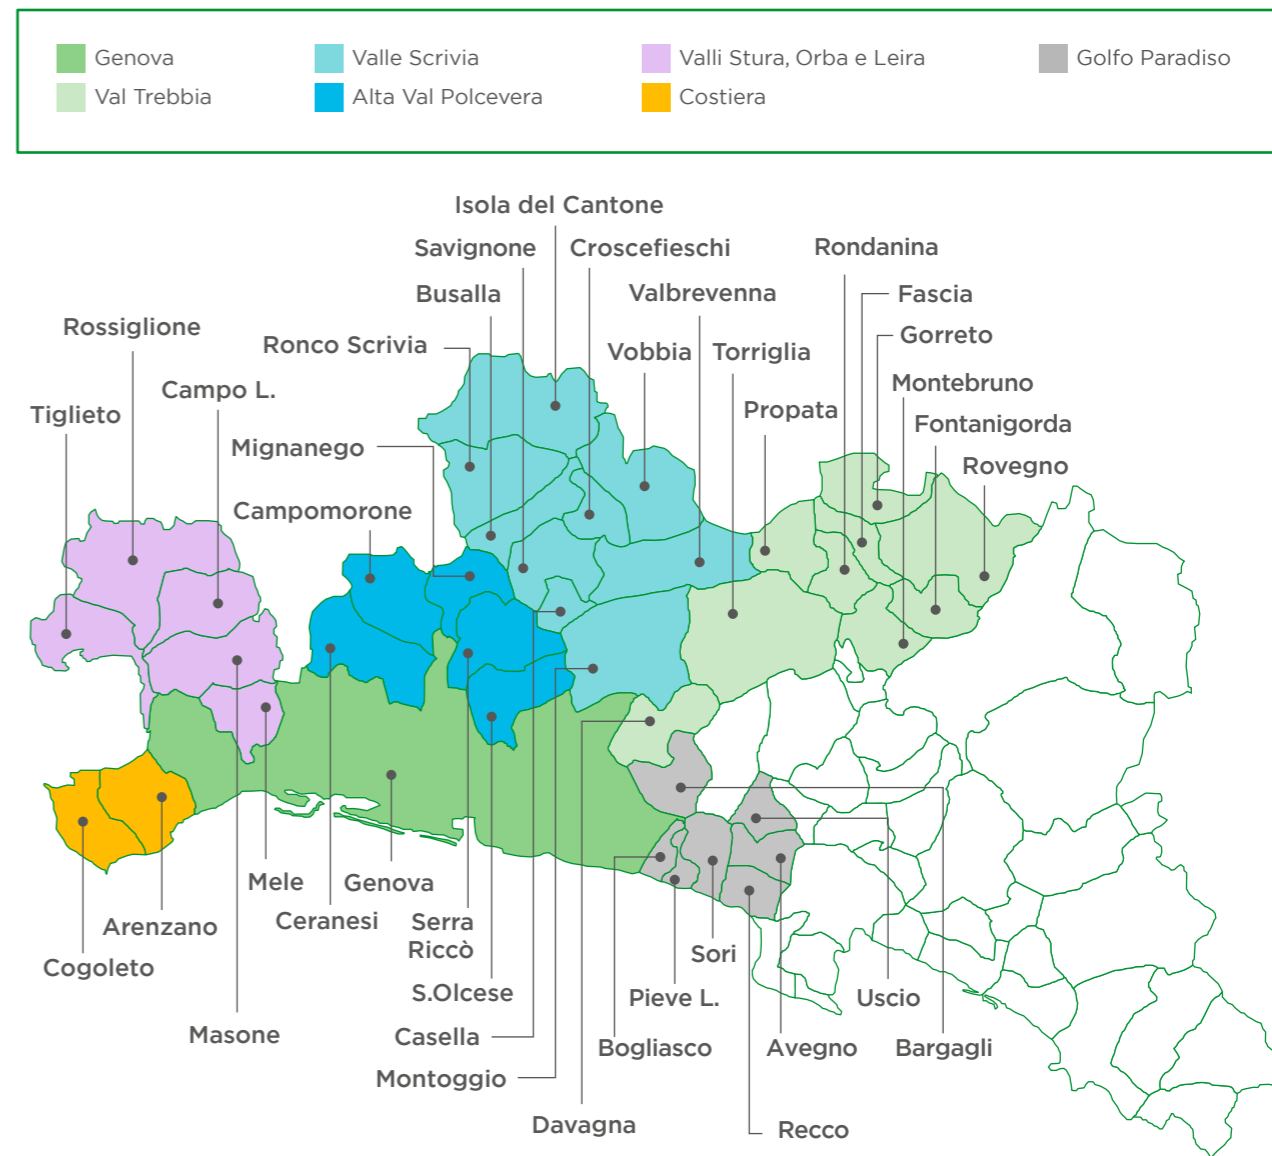 Genova
Valle Scrivia
Valli Stura, Orba e Leira
Golfo Paradiso
Val Trebbia
Alta Val Polcevera
Costiera
Isola del Cantone
Savignone
Croscefieschi
Rondanina
Busalla
Valbrevenna
Fascia
Rossiglione
Ronco Scrivia
Vobbia
Torriglia
Gorreto
Campo L.
Montebruno
Tiglieto
Propata
Fontanigorda
Mignanego
Rovegno
Campomorone
Mele
Genova
Ceranesi
Arenzano
Serra
Riccò
Cogoleto
Sori
S.Olcese
Pieve L.
Uscio
Masone
Casella
Bogliasco
Avegno
Bargagli
Montoggio
Davagna
Recco